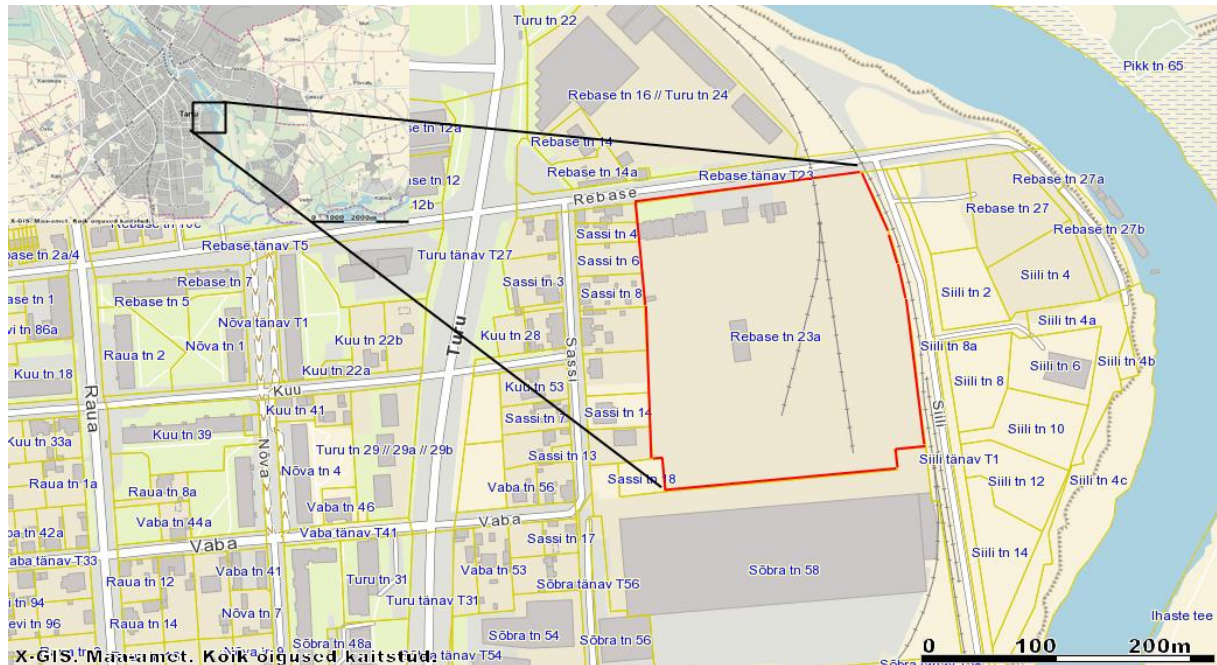 Turu tn 22
Pikk tn 65
Rebase tn 16 // Turu tn 24
Tartu
se tn 12a
Rebase tn 14
Rebase tn 14a
Rebase tänav T23
tn 12
12b
Rebase
Rebase tn 27a
Rebase tn 27
Rebase tn 27b
X-GIS. Maa-amet. Kõik õigused kaitstud.
0 1000 2000m
Rebase tänav T5
ase tn 2a/4
Turu tänav T27
Sassi tn 4
Sassi tn 6
Sassi tn 3
Sassi tn 8
Siili tn 4
Siili tn 2
Rebase tn 7
Rebase tn 5
ase tn 1
vi tn 86a
Nõva tänav T1
Nõva tn 1
Raua tn 2
Kuu tn 22b
Kuu tn 22a
Kuu tn 18
Turu
Kuu tn 28
Sassi
Rebase tn 23a
Siili tn 4a
Siili tn 8a
Siili tn 6
Siili tn 4b
Siili tn 8
Siili
Kuu
Raua
Kuu tn 53
Kuu tn 41
Kuu tn 39
Kuu tn 33a
Nõva
Sassi tn 7
Sassi tn 14
Siili tn 10
Turu tn 29 // 29a // 29b
Sassi tn 13
Siili tänav T1
Nõva tn 4
Raua tn 1a
Raua tn 8a
Sassi tn 18
Siili tn 12
Siili tn 4c
Vaba tn 56
Vaba tn 46
Vaba tn 44a
tn 42a
Vaba
Vaba
Vaba tänav T41
Vaba tänav T33
Sassi tn 17
Siili tn 14
Vaba tn 41
Vaba tn 53
Sõbra tn 58
Raua tn 12
Turu tn 31
Sõbra tänav T56
Turu tänav T31
Nõva tn 7
tn 94
evi tn 96
Raua tn 14
Ihaste tee
Sõbra tn 48a
Sõbra tn 54
Sõbra tn 56
T54
0 100 200m
X-GIS. Maa-amet. Kõik õigused kaitstud.